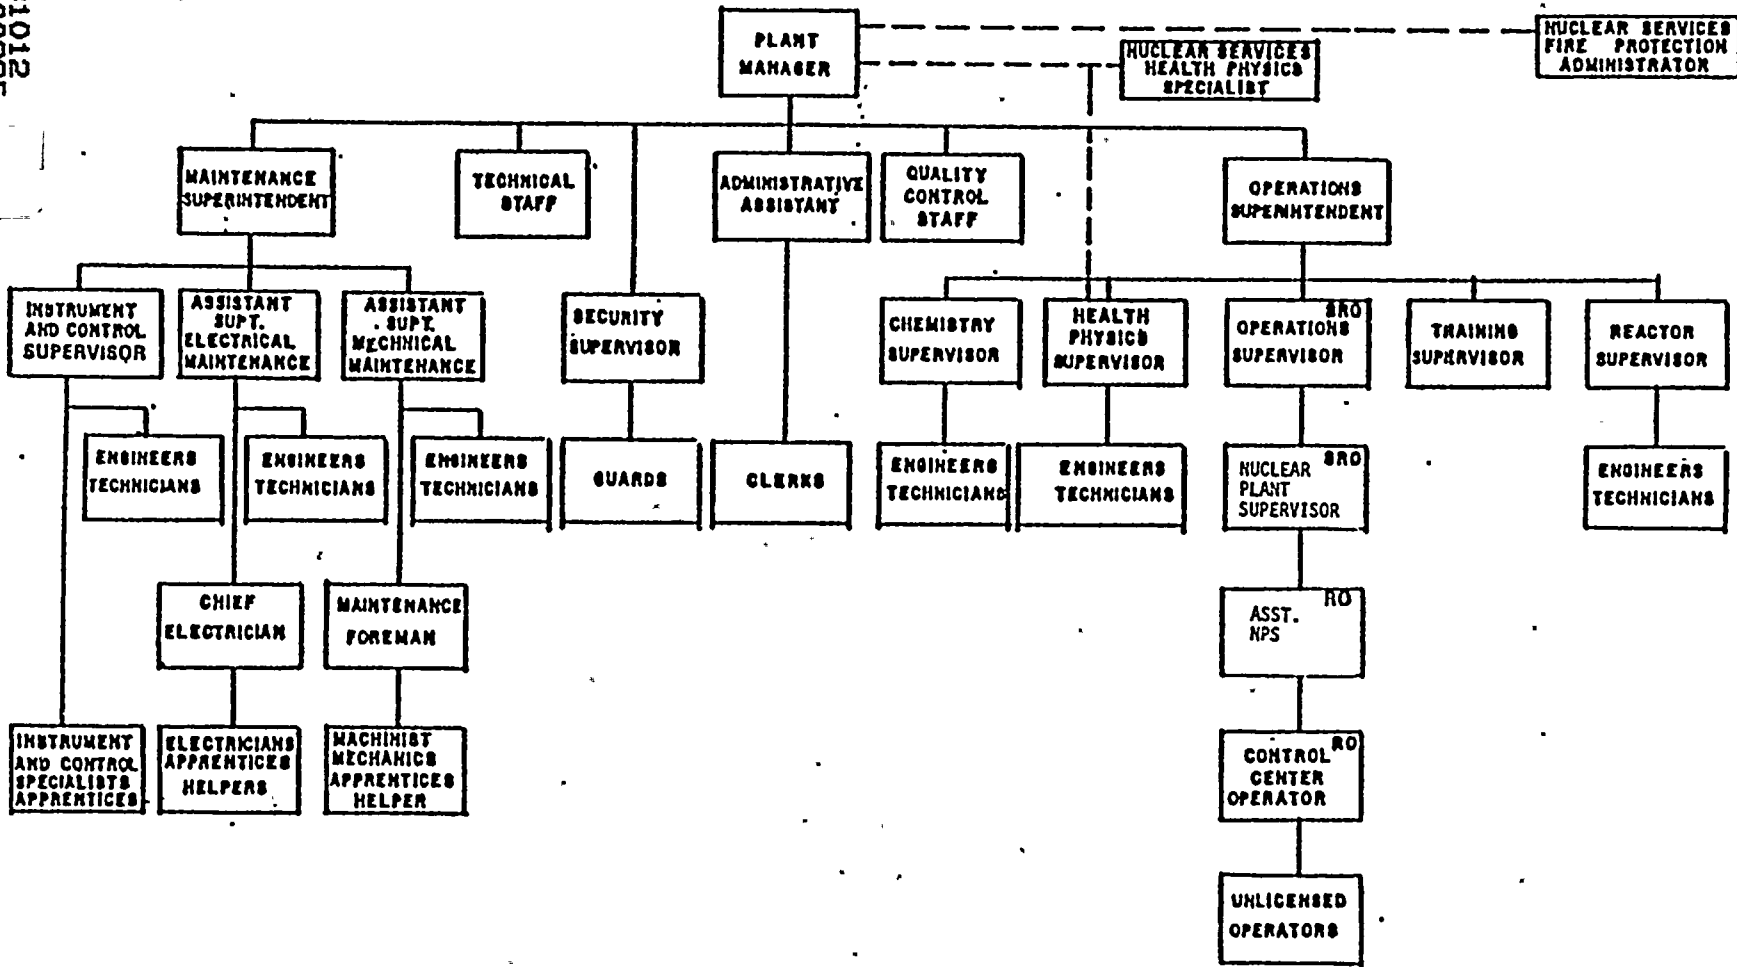 PLANT
MANAGER
NUCLEAR SERVICES
HEALTH PHYSICS
SPECIALIST
NUCLEAR SERVICES
FIRE PROTECTION
ADMINISTRATOR
MAINTENANCE
SUPERINTENDENT
TECHNICAL
STAFF
ADMINISTRATIVE
ASSISTANT
QUALITY
CONTROL
STAFF
OPERATIONS
SUPERINTENDENT
INSTRUMENT
AND CONTROL
SUPERVISOR
ASSISTANT
SUPT.
ELECTRICAL
MAINTENANCE
ASSISTANT
SUPT.
MECHNICAL
MAINTENANCE
SECURITY
SUPERVISOR
CHEMISTRY
SUPERVISOR
HEALTH
PHYSICS
SUPERVISOR
SRO
OPERATIONS
SUPERVISOR
TRAINING
SUPERVISOR
REACTOR
SUPERVISOR
ENGINEERS
TECHNICIANS
ENGINEERS
TECHNICIANS
ENGINEERS
TECHNICIANS
GUARDS
CLERKS
ENGINEERS
TECHNICIANS
ENGINEERS
TECHNICIANS
SRO
NUCLEAR
PLANT
SUPERVISOR
ENGINEERS
TECHNICIANS
CHIEF
ELECTRICIAN
MAINTENANCE
FOREMAN
RO
ASST.
NPS
INSTRUMENT
AND CONTROL
SPECIALISTS
APPRENTICES
ELECTRICIANS
APPRENTICES
HELPERS
MACHINIST
MECHANICS
APPRENTICES
HELPER
RO
CONTROL
CENTER
OPERATOR
UNLICENSED
OPERATORS